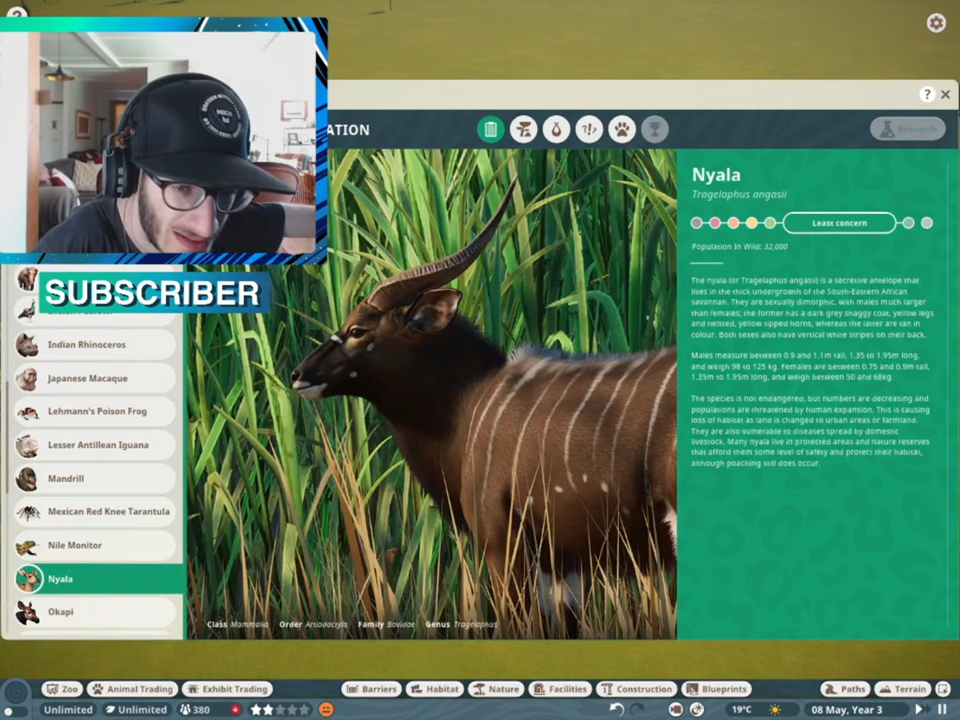 ?
? ×
ATION
Research
SUBSCRIBER
Indian Rhinoceros
Japanese Macaque
Lehmann's Poison Frog
Lesser Antillean Iguana
Mandrill
Mexican Red Knee Tarantula
Nile Monitor
Nyala
Okapi
Class Mammalia Order Artiodactyla Family Bovidae Genus Tragelaphus
Nyala
Tragelaphus angasii
Least concern
Population In Wild: 32,000
The nyala (or Tragelaphus angasii) is a secretive antelope that
lives in the thick undergrowth of the South-Eastern African
savannah. They are sexually dimorphic, with males much larger
than females; the former has a dark grey shaggy coat, yellow legs
and twisted, yellow tipped horns, whereas the latter are tan in
colour. Both sexes also have vertical white stripes on their back.
Males measure between 0.9 and 1.1m tall, 1.35 to 1.95m long,
and weigh 98 to 125 kg. Females are between 0.75 and 0.9m tall,
1.35m to 1.95m long, and weigh between 50 and 68kg.
The species is not endangered, but numbers are decreasing and
populations are threatened by human expansion. This is causing
loss of habitat as land is changed to urban areas or farmland.
They are also vulnerable to diseases spread by domestic
livestock. Many nyala live in protected areas and nature reserves
that afford them some level of safety and protect their habitat,
although poaching still does occur.
Zoo Animal Trading Exhibit Trading Barriers Habitat Nature Facilities Construction Blueprints Paths Terrain
Unlimited Unlimited 380 19°C 08 May, Year 3